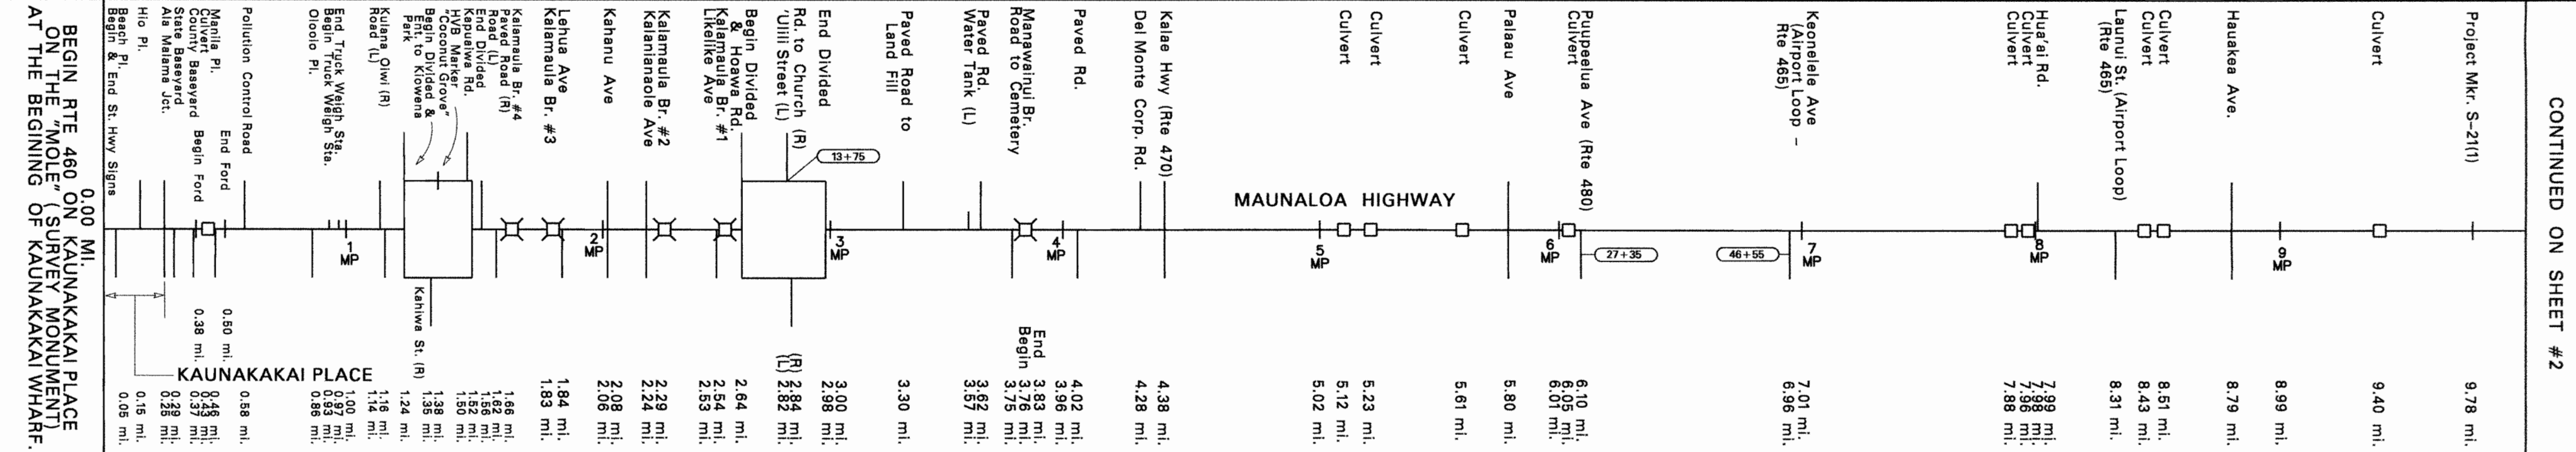 BEGIN RTE 460 ON KAUNAKAKAI PLACE
ON THE "MOLE" (SURVEY MONUMENT)
AT THE BEGINING OF KAUNAKAKAI WHARF.
0.00 MI.
Begin & End St. Hwy Signs
Beach Pl.
Hio Pl.
Ala Malama Jct.
State Baseyard
County Baseyard
Culvert
Manila Pl.
Begin Ford
End Ford
Pollution Control Road
Oloolo Pl.
Begin Truck Weigh Sta.
End Truck Weigh Sta.
Kulana Oiwi (R)
Road (L)
Begin Divided &
Ent. to Kiowena
Park
HVB Marker
"Coconut Grove"
Kapuaiwa Rd.
End Divided
Road (L)
Paved Road (R)
Kalamaula Br. #4
Kalamaula Br. #3
Lehua Ave
Kahanu Ave
Kalanianaole Ave
Kalamaula Br. #2
Likelike Ave
Kalamaula Br. #1
Begin Divided
& Hoawa Rd.
Rd. to Church (R)
'Ulili Street (L)
End Divided
Paved Road to
Land Fill
Paved Rd.
Water Tank (L)
Manawainui Br.
Road to Cemetery
Paved Rd.
Del Monte Corp. Rd.
Kalae Hwy (Rte 470)
Culvert
Culvert
Culvert
Palaau Ave
Culvert
Puupeelua Ave (Rte 480)
Keonelele Ave
(Airport Loop -
Rte 465)
Culvert
Culvert
Hua'ai Rd.
Launui St. (Airport Loop)
(Rte 465)
Culvert
Culvert
Hauakea Ave.
Culvert
Project Mkr. S-21(1)
CONTINUED ON SHEET #2
13+75
MAUNALOA HIGHWAY
1
MP
2
MP
3
MP
4
MP
5
MP
6
MP
27+35
46+55
7
MP
8
MP
9
MP
Kahiwa St. (R)
KAUNAKAKAI PLACE
0.38 mi.
0.50 mi.
Begin
End
(L)
(R)
0.05 mi.
0.15 mi.
0.25 mi.
0.29 mi.
0.37 mi.
0.43 mi.
0.46 mi.
0.58 mi.
0.86 mi.
0.93 mi.
0.97 mi.
1.00 mi.
1.14 mi.
1.16 mi.
1.24 mi.
1.35 mi.
1.38 mi.
1.50 mi.
1.52 mi.
1.56 mi.
1.62 mi.
1.66 mi.
1.83 mi.
1.84 mi.
2.06 mi.
2.08 mi.
2.24 mi.
2.29 mi.
2.53 mi.
2.54 mi.
2.64 mi.
2.82 mi.
2.84 mi.
2.98 mi.
3.00 mi.
3.30 mi.
3.57 mi.
3.62 mi.
3.75 mi.
3.76 mi.
3.83 mi.
3.96 mi.
4.02 mi.
4.28 mi.
4.38 mi.
5.02 mi.
5.12 mi.
5.23 mi.
5.61 mi.
5.80 mi.
6.01 mi.
6.05 mi.
6.10 mi.
6.96 mi.
7.01 mi.
7.88 mi.
7.96 mi.
7.98 mi.
7.99 mi.
8.31 mi.
8.43 mi.
8.51 mi.
8.79 mi.
8.99 mi.
9.40 mi.
9.78 mi.